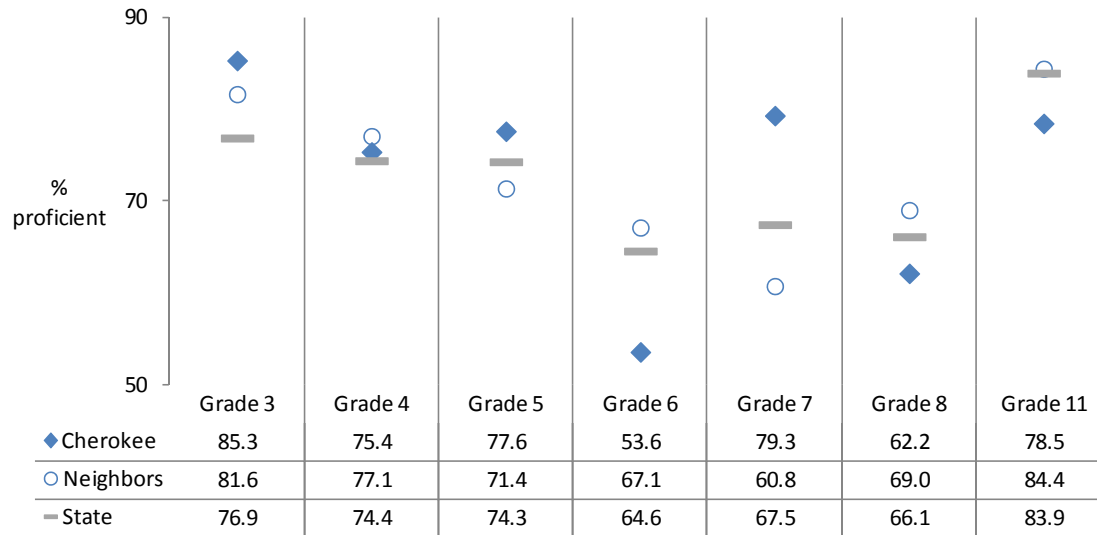 90
70
50
%
proficient
Grade 3 Grade 4 Grade 5 Grade 6 Grade 7 Grade 8 Grade 11
Cherokee 85.3 75.4 77.6 53.6 79.3 62.2 78.5
Neighbors 81.6 77.1 71.4 67.1 60.8 69.0 84.4
State 76.9 74.4 74.3 64.6 67.5 66.1 83.9